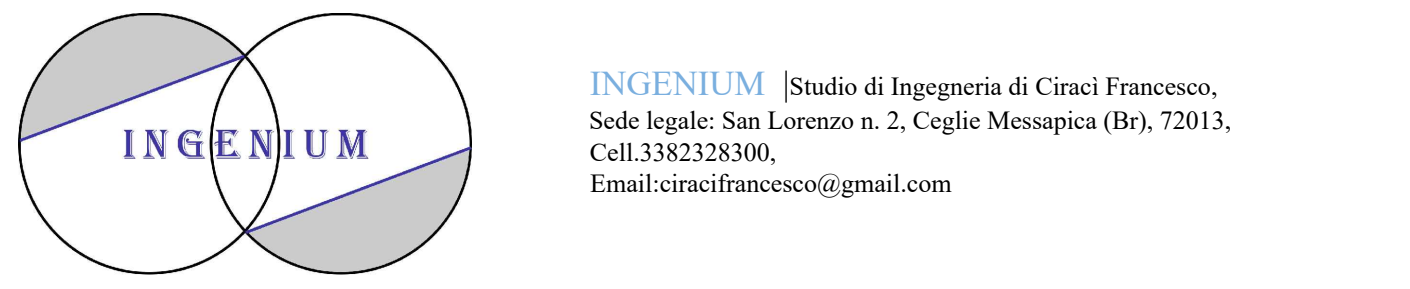 INGENIUM
INGENIUM |Studio di Ingegneria di Ciracì Francesco,
Sede legale: San Lorenzo n. 2, Ceglie Messapica (Br), 72013,
Cell.3382328300,
Email:ciracifrancesco@gmail.com